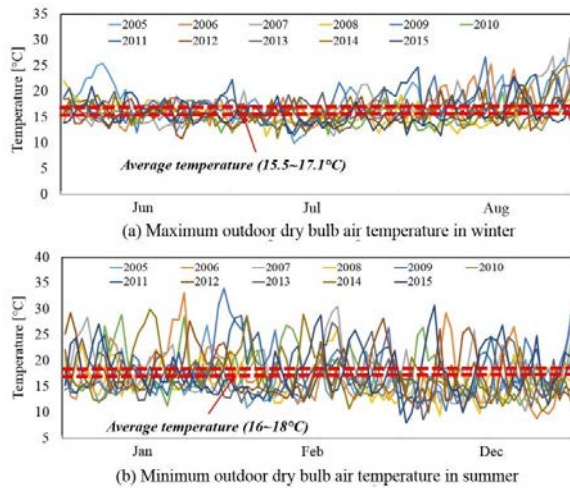 35
30
25
20
15
10
5
0
Temperature [°C]
2005 2006 2007 2008 2009 2010
2011 2012 2013 2014 2015
Average temperature (15.5~17.1°C)
Jun Jul Aug
(a) Maximum outdoor dry bulb air temperature in winter
40
35
30
25
20
15
10
5
Temperature [°C]
2005 2006 2007 2008 2009 2010
2011 2012 2013 2014 2015
Average temperature (16~18°C)
Jan Feb Dec
(b) Minimum outdoor dry bulb air temperature in summer